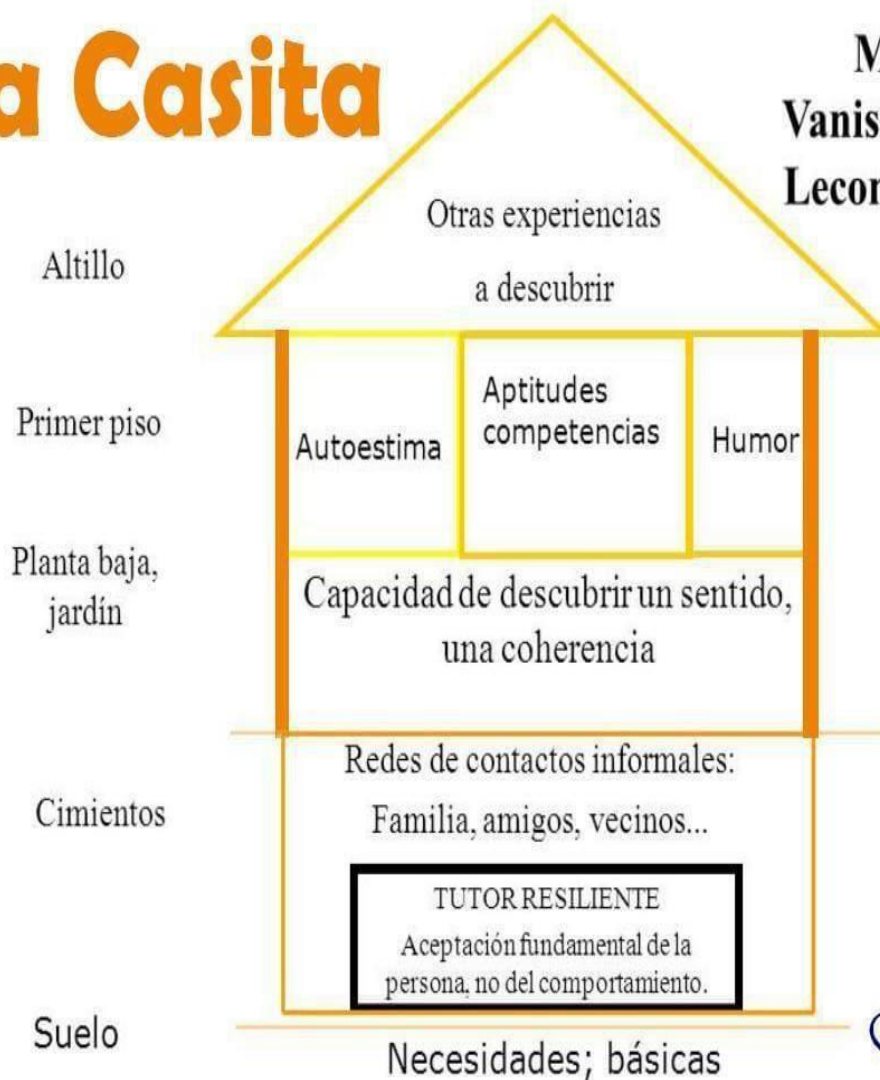 a Casita
M
Vanis
Lecor
Otras experiencias
a descubrir
Altillo
Primer piso
Autoestima
Aptitudes
competencias
Humor
Planta baja,
jardín
Capacidad de descubrir un sentido,
una coherencia
Cimientos
Redes de contactos informales:
Familia, amigos, vecinos...
TUTOR RESILIENTE
Aceptación fundamental de la
persona, no del comportamiento.
Suelo
Necesidades; básicas